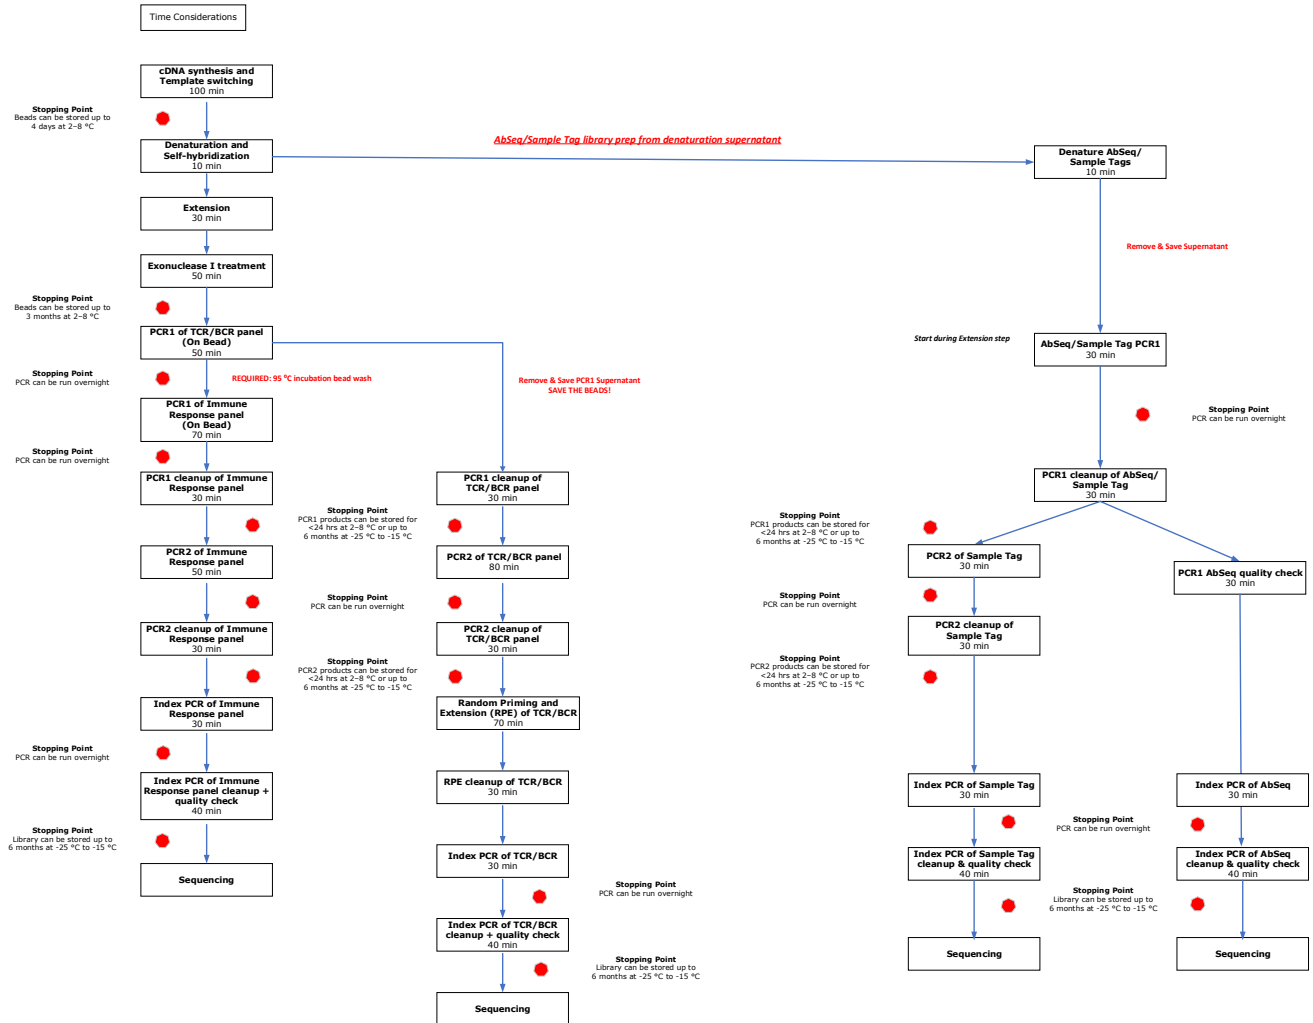 Time Considerations
cDNA synthesis and
Template switching
100 min
Stopping Point
Beads can be stored up to
4 days at 2–8 °C
Denaturation and
Self-hybridization
10 min
AbSeq/Sample Tag library prep from denaturation supernatant
Denature AbSeq/
Sample Tags
10 min
Extension
30 min
Remove & Save Supernatant
Exonuclease I treatment
50 min
Stopping Point
Beads can be stored up to
3 months at 2–8 °C
PCR1 of TCR/BCR panel
(On Bead)
50 min
Start during Extension step
AbSeq/Sample Tag PCR1
30 min
Stopping Point
PCR can be run overnight
REQUIRED: 95 °C incubation bead wash
Remove & Save PCR1 Supernatant
SAVE THE BEADS!
PCR1 of Immune
Response panel
(On Bead)
70 min
Stopping Point
PCR can be run overnight
Stopping Point
PCR can be run overnight
PCR1 cleanup of Immune
Response panel
30 min
PCR1 cleanup of
TCR/BCR panel
30 min
PCR1 cleanup of AbSeq/
Sample Tag
30 min
Stopping Point
PCR1 products can be stored for
<24 hrs at 2–8 °C or up to
6 months at -25 °C to -15 °C
Stopping Point
PCR1 products can be stored for
<24 hrs at 2–8 °C or up to
6 months at -25 °C to -15 °C
PCR2 of Immune
Response panel
50 min
PCR2 of TCR/BCR panel
80 min
PCR2 of Sample Tag
30 min
PCR1 AbSeq quality check
30 min
Stopping Point
PCR can be run overnight
Stopping Point
PCR can be run overnight
PCR2 cleanup of Immune
Response panel
30 min
PCR2 cleanup of
TCR/BCR panel
30 min
PCR2 cleanup of
Sample Tag
30 min
Stopping Point
PCR2 products can be stored for
<24 hrs at 2–8 °C or up to
6 months at -25 °C to -15 °C
Stopping Point
PCR2 products can be stored for
<24 hrs at 2–8 °C or up to
6 months at -25 °C to -15 °C
Index PCR of Immune
Response panel
30 min
Random Priming and
Extension (RPE) of TCR/BCR
70 min
Stopping Point
PCR can be run overnight
Index PCR of Immune
Response panel cleanup +
quality check
40 min
RPE cleanup of TCR/BCR
30 min
Index PCR of Sample Tag
30 min
Index PCR of AbSeq
30 min
Stopping Point
PCR can be run overnight
Stopping Point
Library can be stored up to
6 months at -25 °C to -15 °C
Index PCR of TCR/BCR
30 min
Index PCR of Sample Tag
cleanup & quality check
40 min
Index PCR of AbSeq
cleanup & quality check
40 min
Sequencing
Stopping Point
PCR can be run overnight
Stopping Point
Library can be stored up to
6 months at -25 °C to -15 °C
Index PCR of TCR/BCR
cleanup + quality check
40 min
Sequencing
Sequencing
Stopping Point
Library can be stored up to
6 months at -25 °C to -15 °C
Sequencing